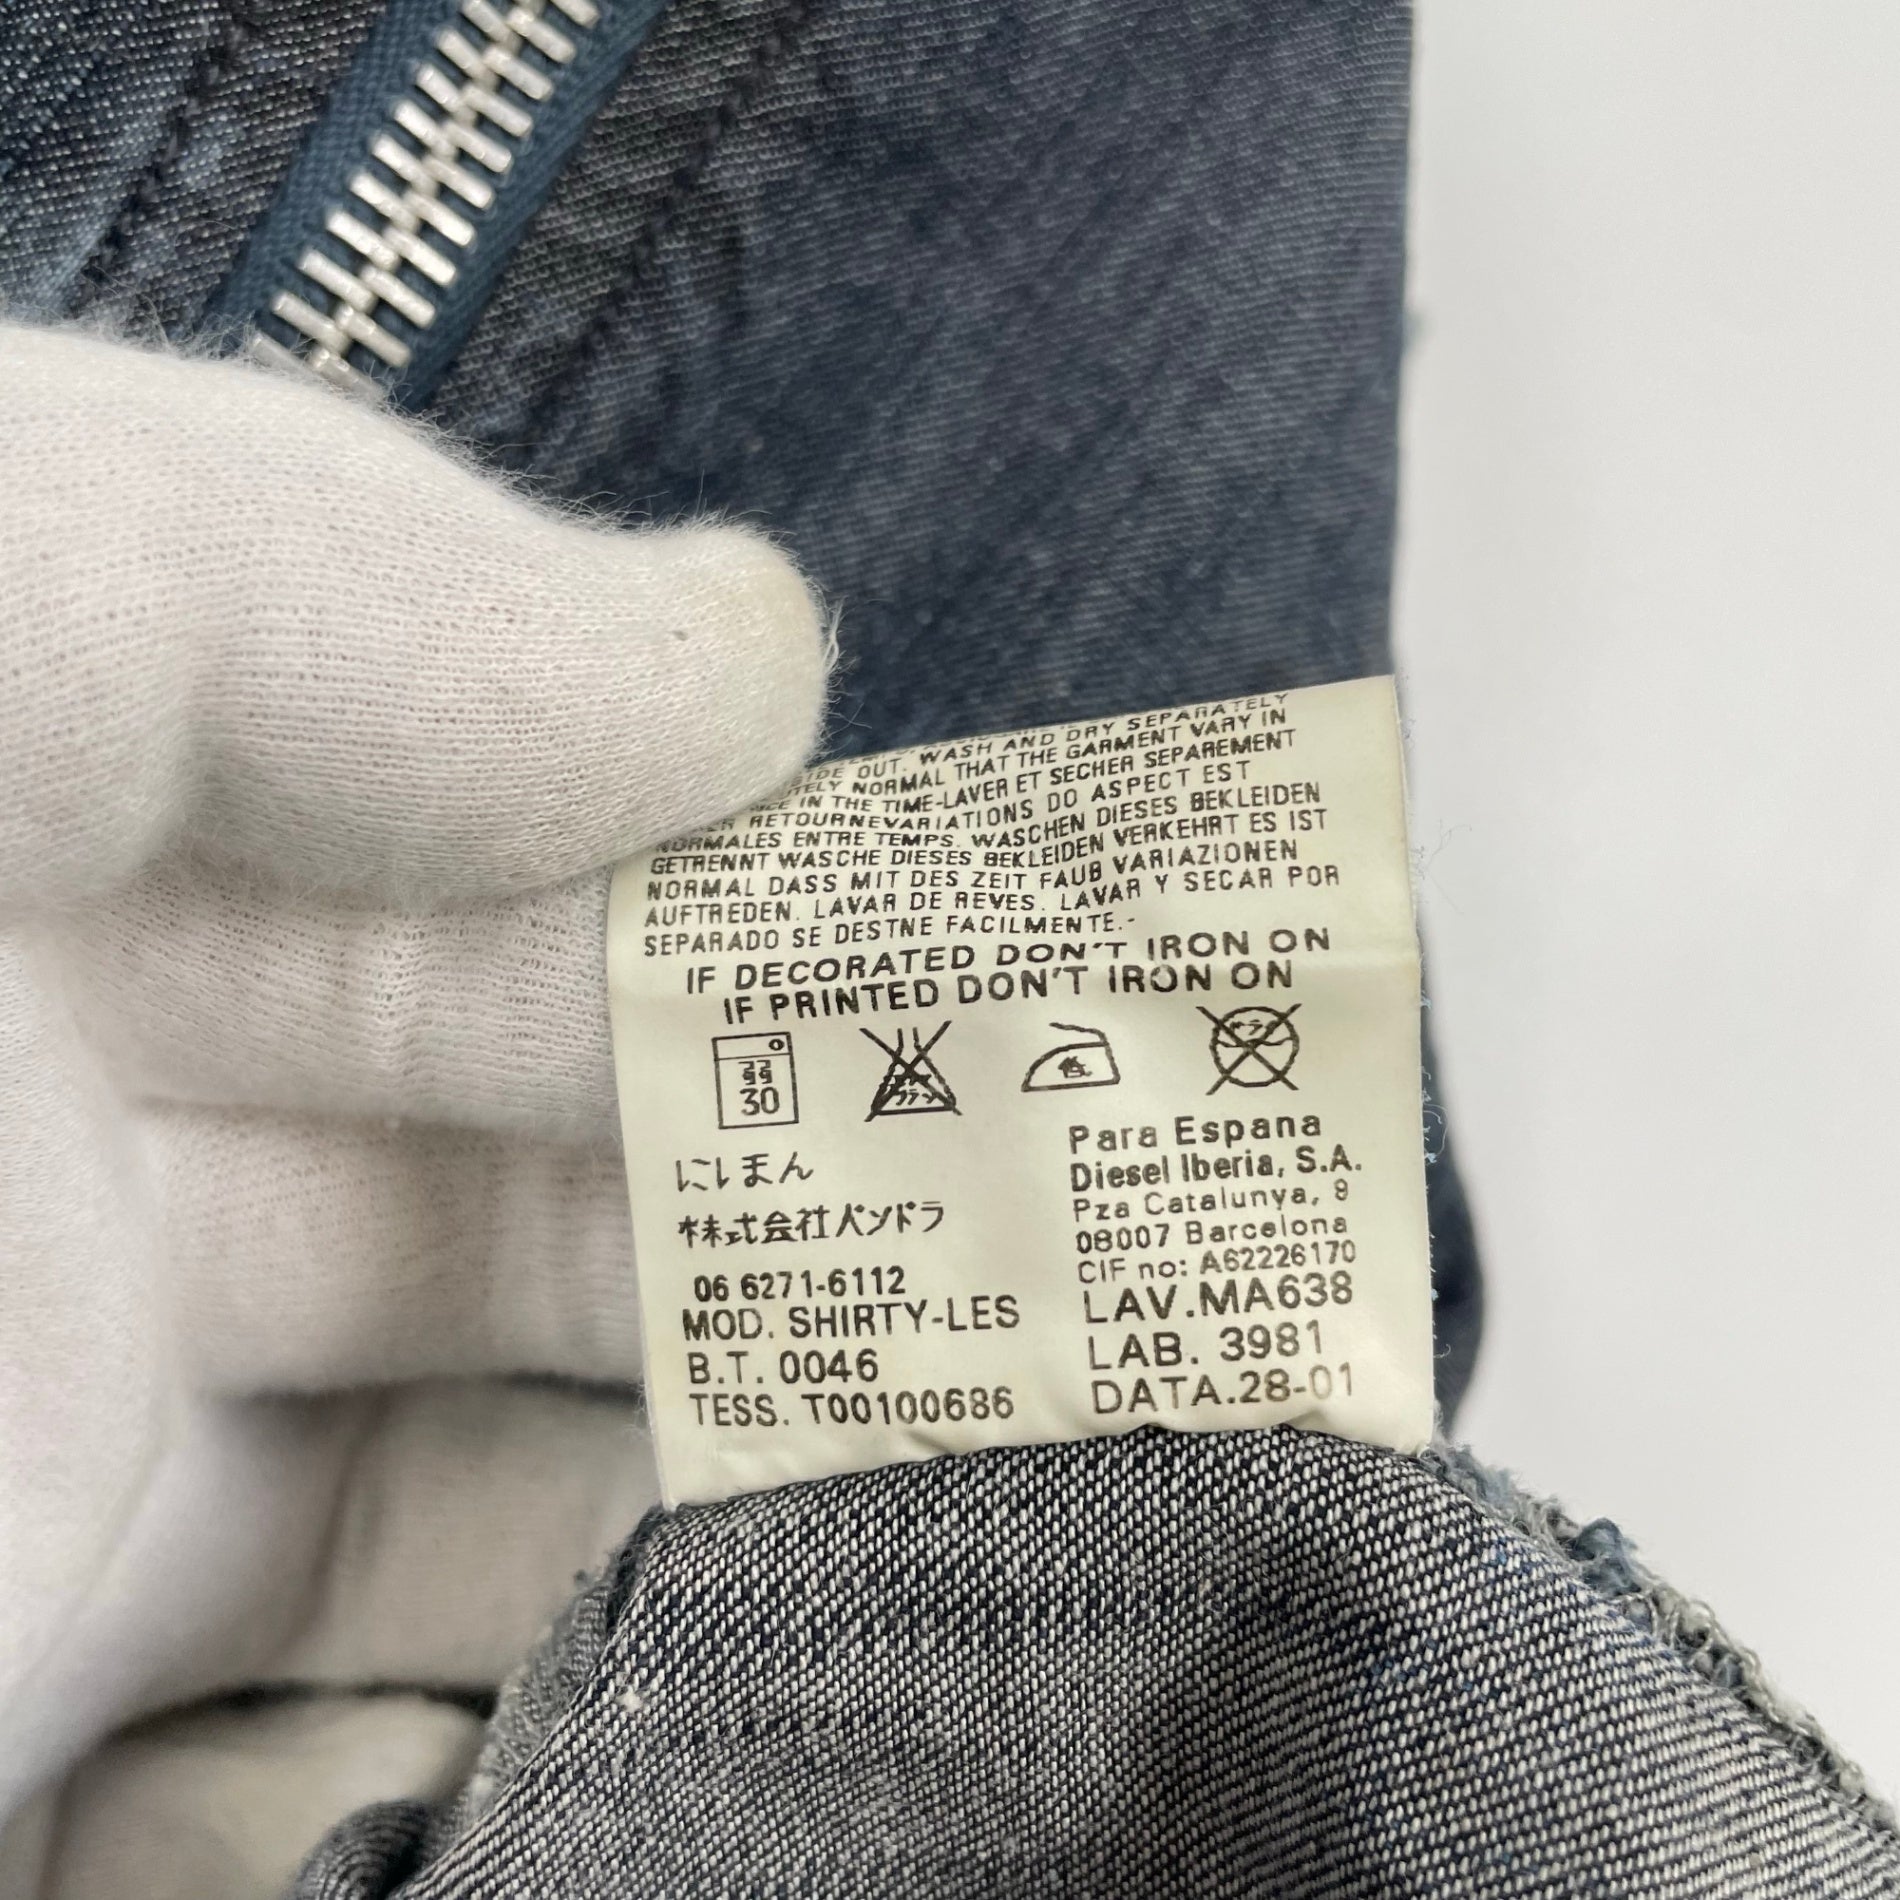 WASH AND DRY SEPARATELY
SIDE OUT. NORMAL THAT THE GARMENT VARY IN
IN THE TIME-LAVER ET SECHER SEPAREMENT
RETOURNEVARIATIONS DO ASPECT EST
NORMALES ENTRE TEMPS. WASCHEN DIESES BEKLEIDEN
GETRENNT WASCHE DIESES BEKLEIDEN VERKEHRT ES IST
NORMAL DASS MIT DES ZEIT FAUB VARIAZIONEN
AUFTREDEN. LAVAR DE REVES. LAVAR Y SECAR POR
SEPARADO SE DESTNE FACILMENTE.-
IF DECORATED DON'T IRON ON
IF PRINTED DON'T IRON ON
弱
30
ドライ
にしまん
株式会社パンドラ
06 6271-6112
MOD. SHIRTY-LES
B.T. 0046
TESS. T00100686
Para Espana
Diesel Iberia, S.A.
Pza Catalunya, 9
08007 Barcelona
CIF no: A62226170
LAV.MA638
LAB. 3981
DATA.28-01